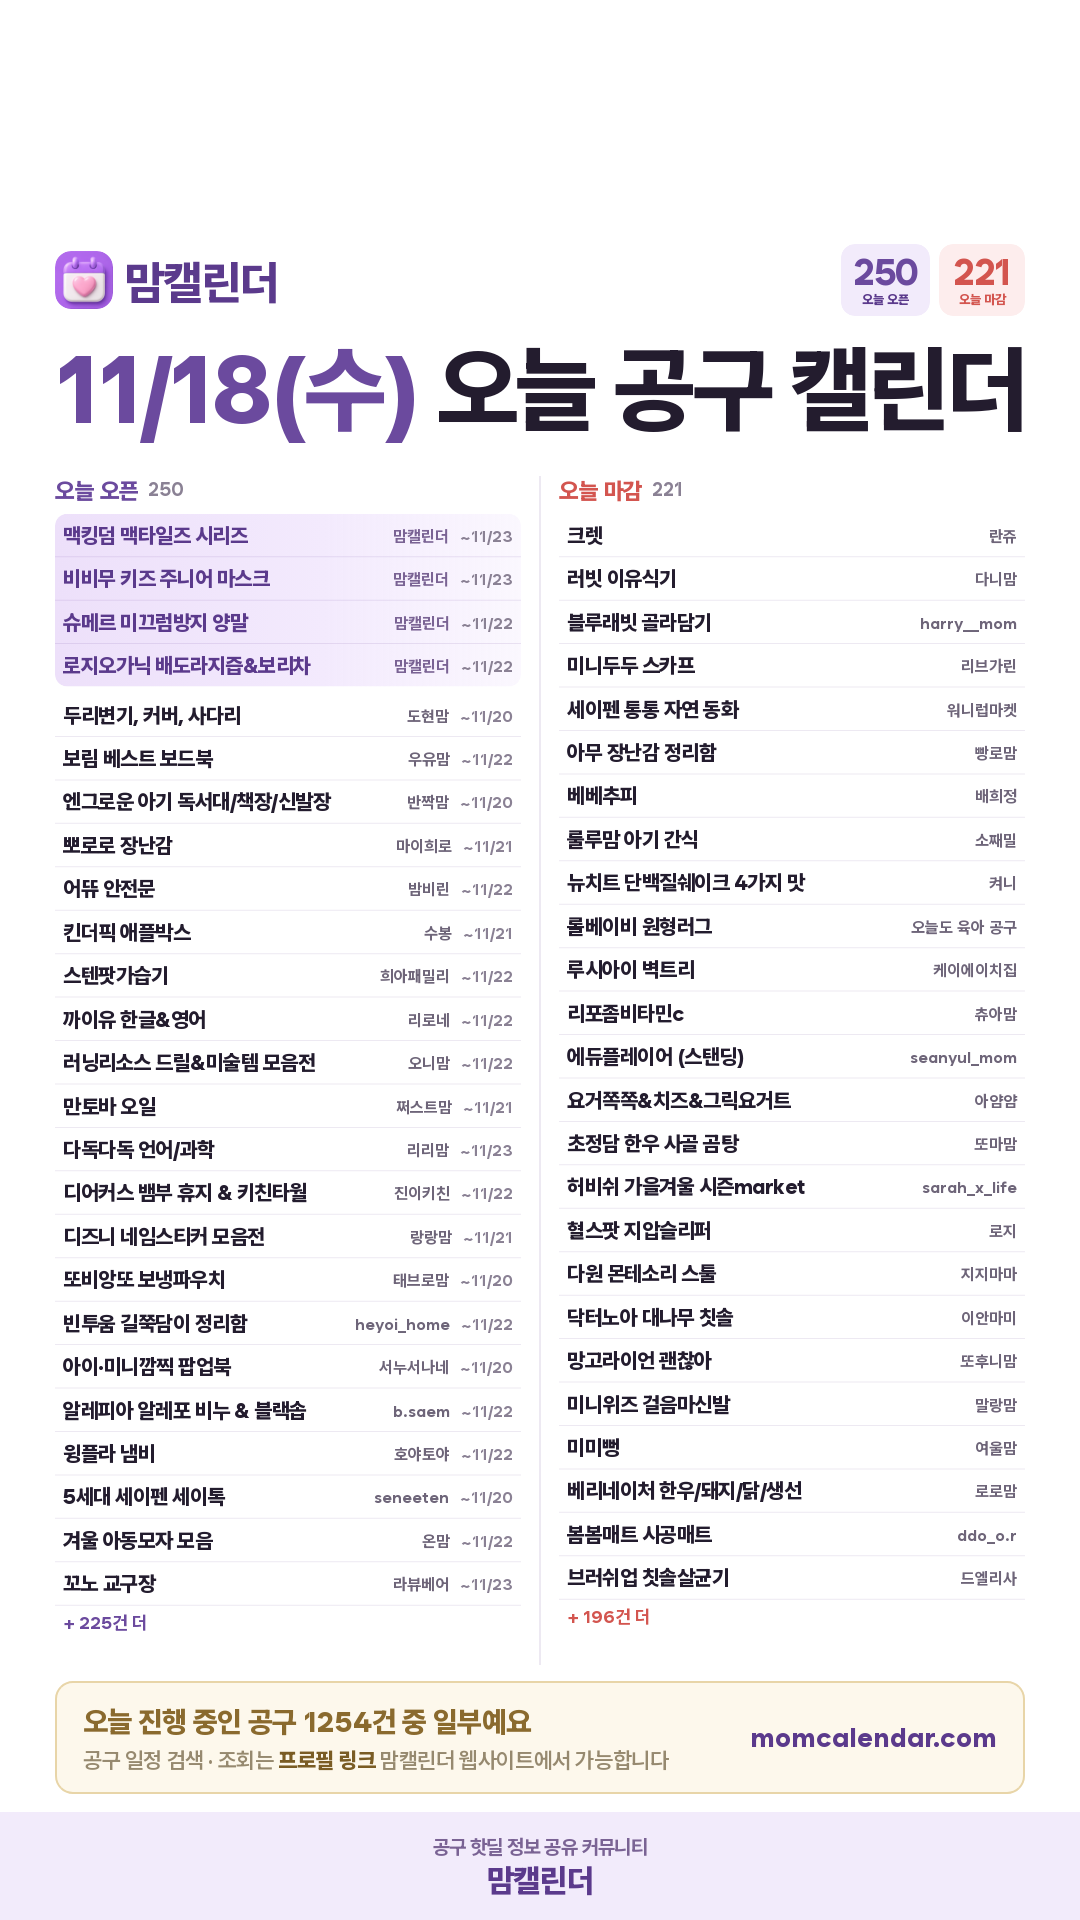 맘캘린더
250
오늘 오픈
221
오늘 마감
11/18(수) 오늘 공구 캘린더
오늘 오픈 250
맥킹덤 맥타일즈 시리즈 맘캘린더 ~11/23
비비무 키즈 주니어 마스크 맘캘린더 ~11/23
슈메르 미끄럼방지 양말 맘캘린더 ~11/22
로지오가닉 배도라지즙&보리차 맘캘린더 ~11/22
두리변기, 커버, 사다리 도현맘 ~11/20
보림 베스트 보드북 우유맘 ~11/22
엔그로운 아기 독서대/책장/신발장 반짝맘 ~11/20
뽀로로 장난감 마이희로 ~11/21
어뜌 안전문 밤비린 ~11/22
킨더픽 애플박스 수봉 ~11/21
스텐팟가습기 희아패밀리 ~11/22
까이유 한글&영어 리로네 ~11/22
러닝리소스 드릴&미술템 모음전 오니맘 ~11/22
만토바 오일 쩌스트맘 ~11/21
다독다독 언어/과학 리리맘 ~11/23
디어커스 뱀부 휴지 & 키친타월 진이키친 ~11/22
디즈니 네임스티커 모음전 랑랑맘 ~11/21
또비앙또 보냉파우치 태브로맘 ~11/20
빈투움 길쭉담이 정리함 heyoi_home ~11/22
아이·미니깜찍 팝업북 서누서나네 ~11/20
알레피아 알레포 비누 & 블랙솝 b.saem ~11/22
윙플라 냄비 호야토야 ~11/22
5세대 세이펜 세이톡 seneeten ~11/20
겨울 아동모자 모음 온맘 ~11/22
꼬노 교구장 라뷰베어 ~11/23
+ 225건 더
오늘 마감 221
크렛 란쥬
러빗 이유식기 다니맘
블루래빗 골라담기 harry__mom
미니두두 스카프 리브가린
세이펜 통통 자연 동화 워니럽마켓
아무 장난감 정리함 빵로맘
베베추피 배희정
룰루맘 아기 간식 소째밀
뉴치트 단백질쉐이크 4가지 맛 켜니
롤베이비 원형러그 오늘도 육아 공구
루시아이 벽트리 케이에이치집
리포좀비타민c 츄아맘
에듀플레이어 (스탠딩) seanyul_mom
요거쪽쪽&치즈&그릭요거트 아얌얌
초정담 한우 사골 곰탕 또마맘
허비쉬 가을겨울 시즌market sarah_x_life
혈스팟 지압슬리퍼 로지
다원 몬테소리 스툴 지지마마
닥터노아 대나무 칫솔 이안마미
망고라이언 괜찮아 또후니맘
미니위즈 걸음마신발 말랑맘
미미뻥 여울맘
베리네이처 한우/돼지/닭/생선 로로맘
봄봄매트 시공매트 ddo_o.r
브러쉬업 칫솔살균기 드엘리사
+ 196건 더
오늘 진행 중인 공구 1254건 중 일부예요
공구 일정 검색 · 조회는 프로필 링크 맘캘린더 웹사이트에서 가능합니다
momcalendar.com
공구 핫딜 정보 공유 커뮤니티
맘캘린더